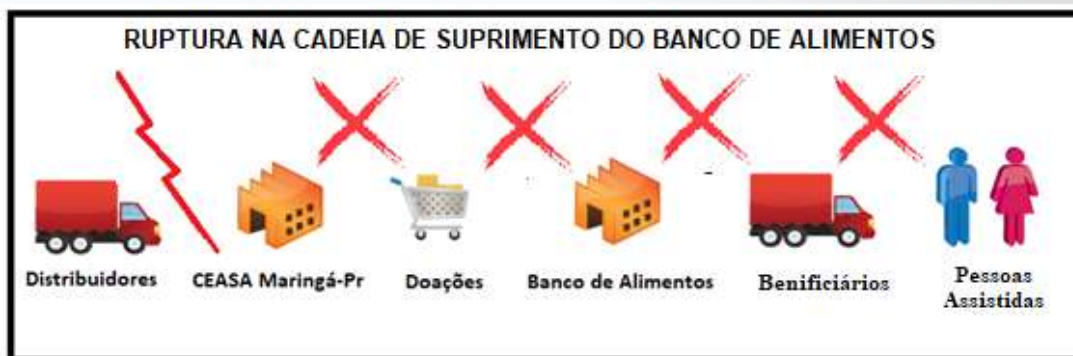 RUPTURA NA CADEIA DE SUPRIMENTO DO BANCO DE ALIMENTOS
Distribuidores
CEASA Maringá-Pr
Doações
Banco de Alimentos
Benificiários
Pessoas
Assistidas